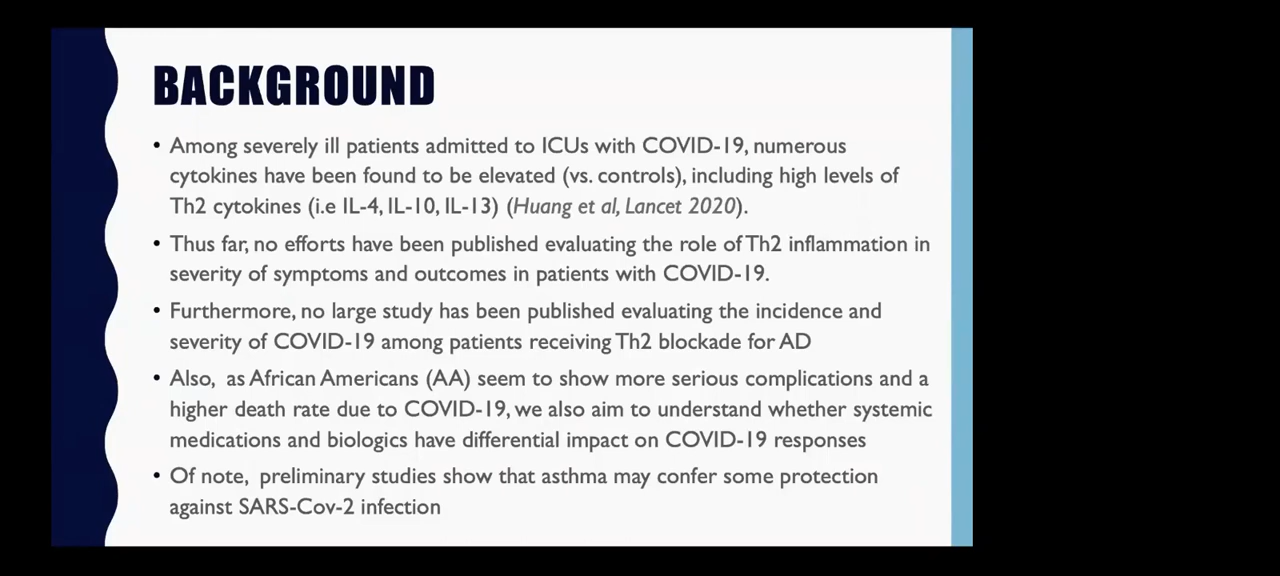 BACKGROUND
• Among severely ill patients admitted to ICUs with COVID-19, numerous
cytokines have been found to be elevated (vs. controls), including high levels of
Th2 cytokines (i.e IL-4, IL-10, IL-13) (Huang et al, Lancet 2020).
• Thus far, no efforts have been published evaluating the role of Th2 inflammation in
severity of symptoms and outcomes in patients with COVID-19.
• Furthermore, no large study has been published evaluating the incidence and
severity of COVID-19 among patients receiving Th2 blockade for AD
• Also, as African Americans (AA) seem to show more serious complications and a
higher death rate due to COVID-19, we also aim to understand whether systemic
medications and biologics have differential impact on COVID-19 responses
• Of note, preliminary studies show that asthma may confer some protection
against SARS-Cov-2 infection